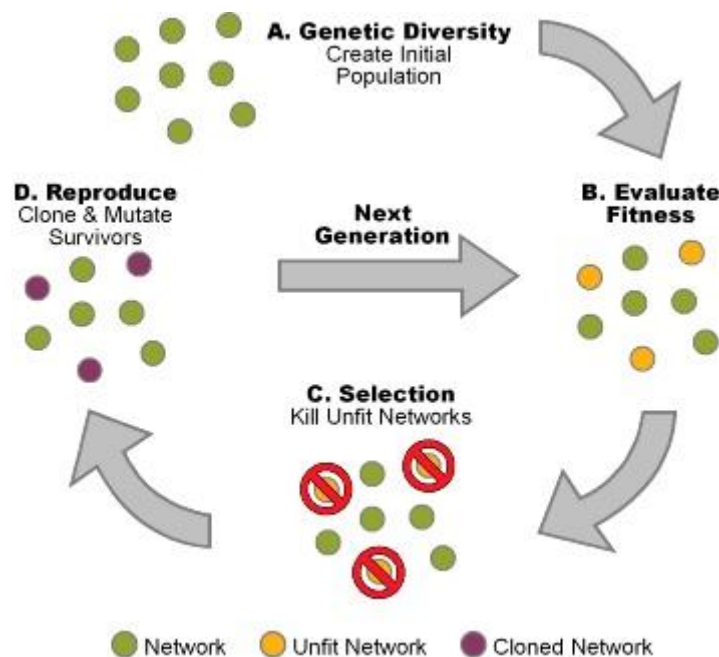 A. Genetic Diversity
Create Initial
Population
D. Reproduce
Clone & Mutate
Survivors
Next
Generation
B. Evaluate
Fitness
C. Selection
Kill Unfit Networks
Network
Unfit Network
Cloned Network